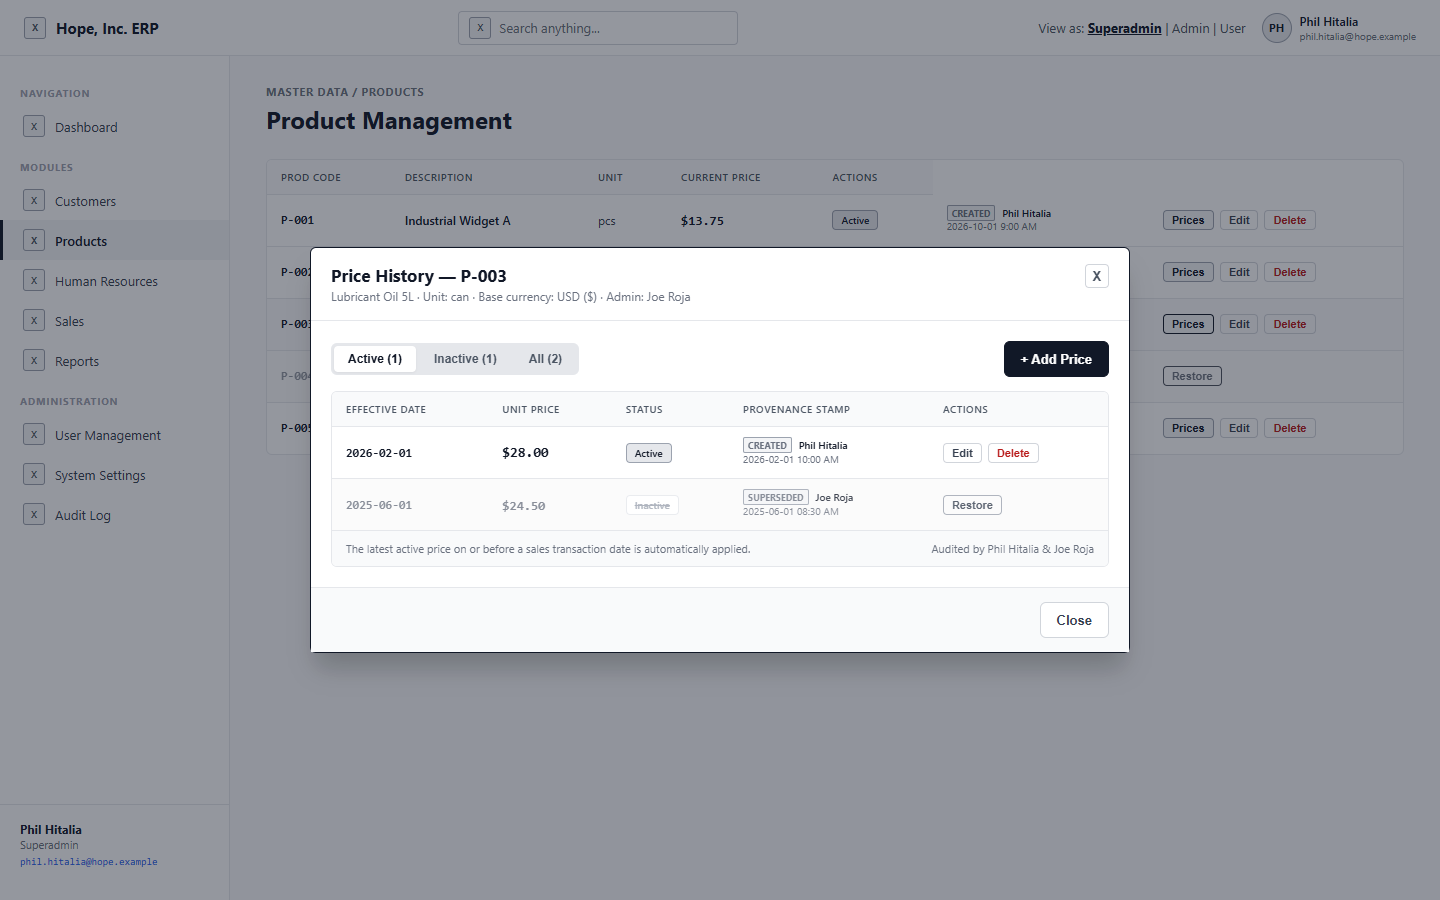 X Hope, Inc. ERP
X Search anything...
View as: Superadmin | Admin | User
PH Phil Hitalia
phil.hitalia@hope.example
NAVIGATION
X Dashboard
MODULES
X Customers
X Products
X Human Resources
X Sales
X Reports
ADMINISTRATION
X User Management
X System Settings
X Audit Log
Phil Hitalia
Superadmin
phil.hitalia@hope.example
MASTER DATA / PRODUCTS
Product Management
PROD CODE DESCRIPTION UNIT CURRENT PRICE ACTIONS
P-001 Industrial Widget A pcs $13.75 Active CREATED Phil Hitalia Prices Edit Delete
2026-10-01 9:00 AM
P-002 Prices Edit Delete
P-003 Prices Edit Delete
P-004 Restore
P-005 Prices Edit Delete
Price History — P-003 X
Lubricant Oil 5L · Unit: can · Base currency: USD ($) · Admin: Joe Roja
Active (1) Inactive (1) All (2) + Add Price
EFFECTIVE DATE UNIT PRICE STATUS PROVENANCE STAMP ACTIONS
2026-02-01 $28.00 Active CREATED Phil Hitalia Edit Delete
2026-02-01 10:00 AM
2025-06-01 $24.50 Inactive SUPERSEDED Joe Roja Restore
2025-06-01 08:30 AM
The latest active price on or before a sales transaction date is automatically applied. Audited by Phil Hitalia & Joe Roja
Close